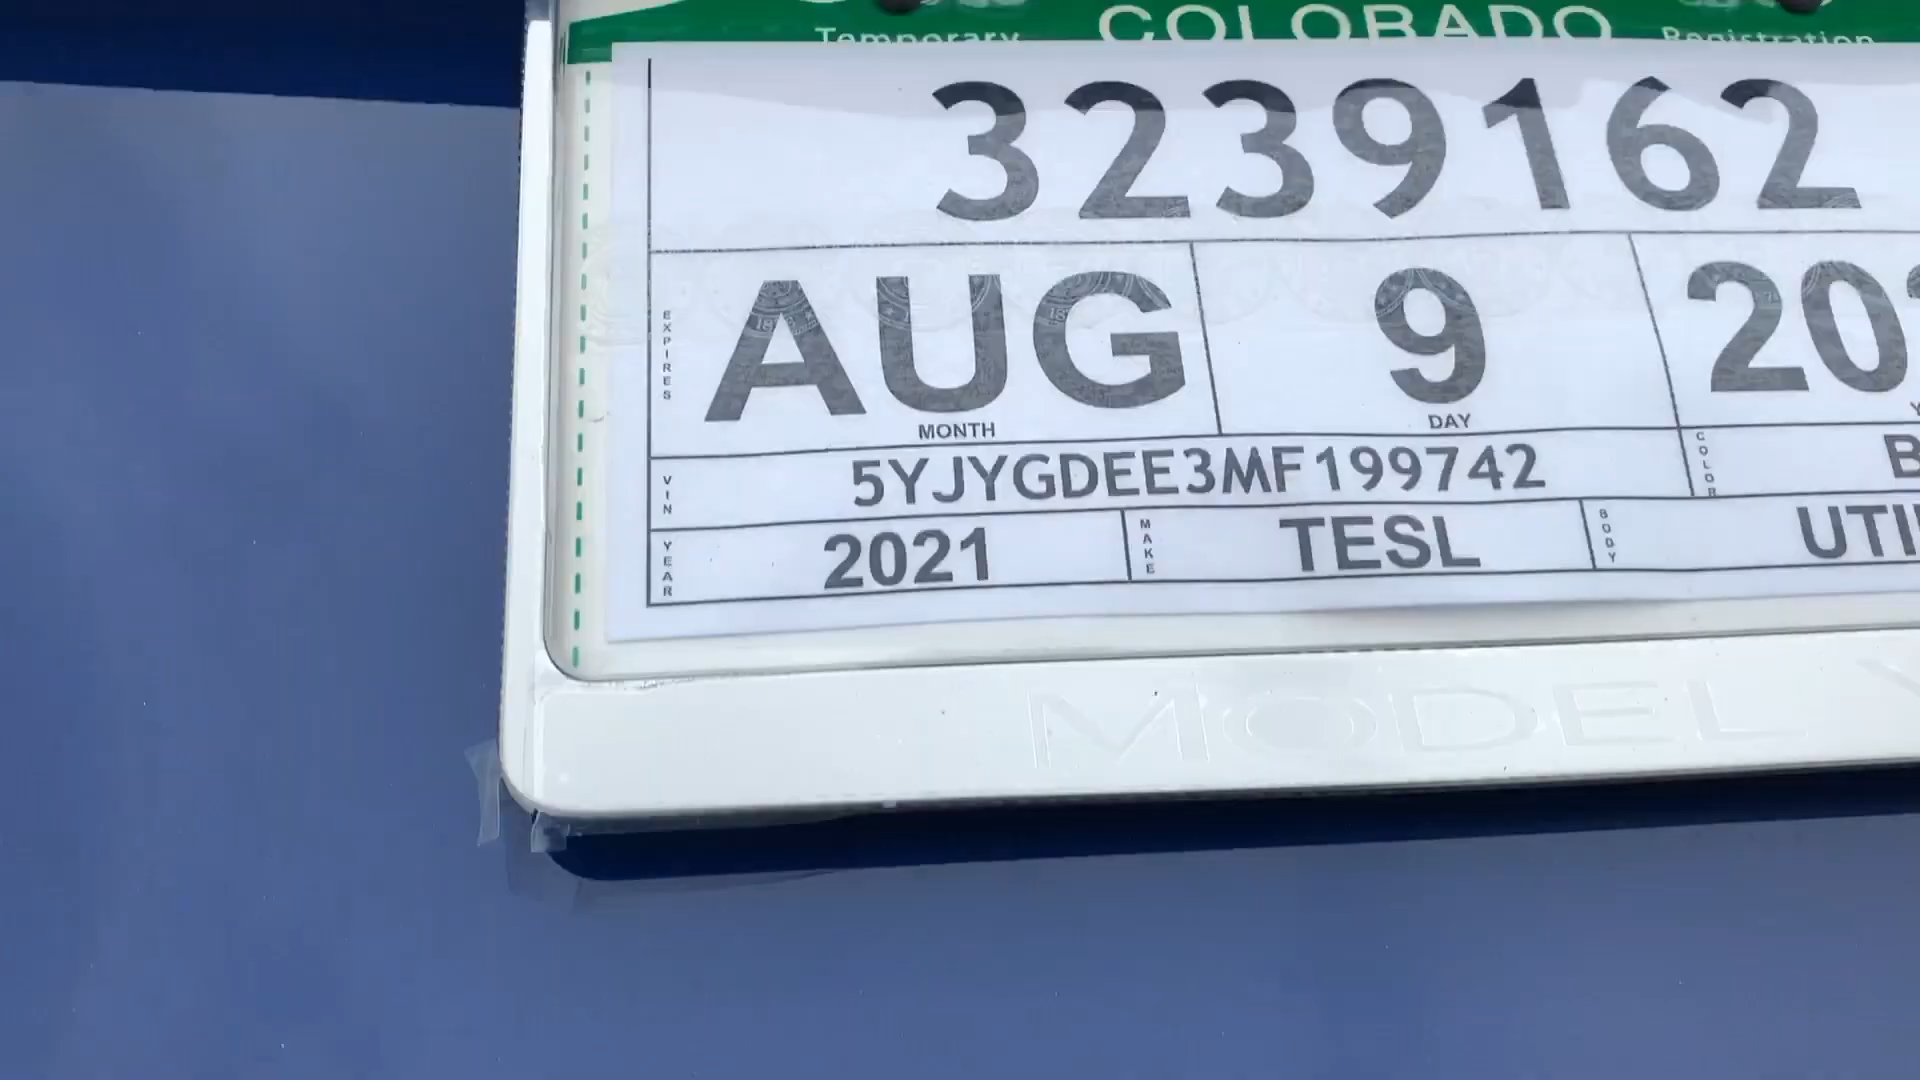 Temporary COLORADO Registration
3239162
EXPIRES AUG 9 20
MONTH DAY
VIN 5YJYGDEE3MF199742 COLOR B
YEAR 2021 MAKE TESL BODY UTI
MODEL